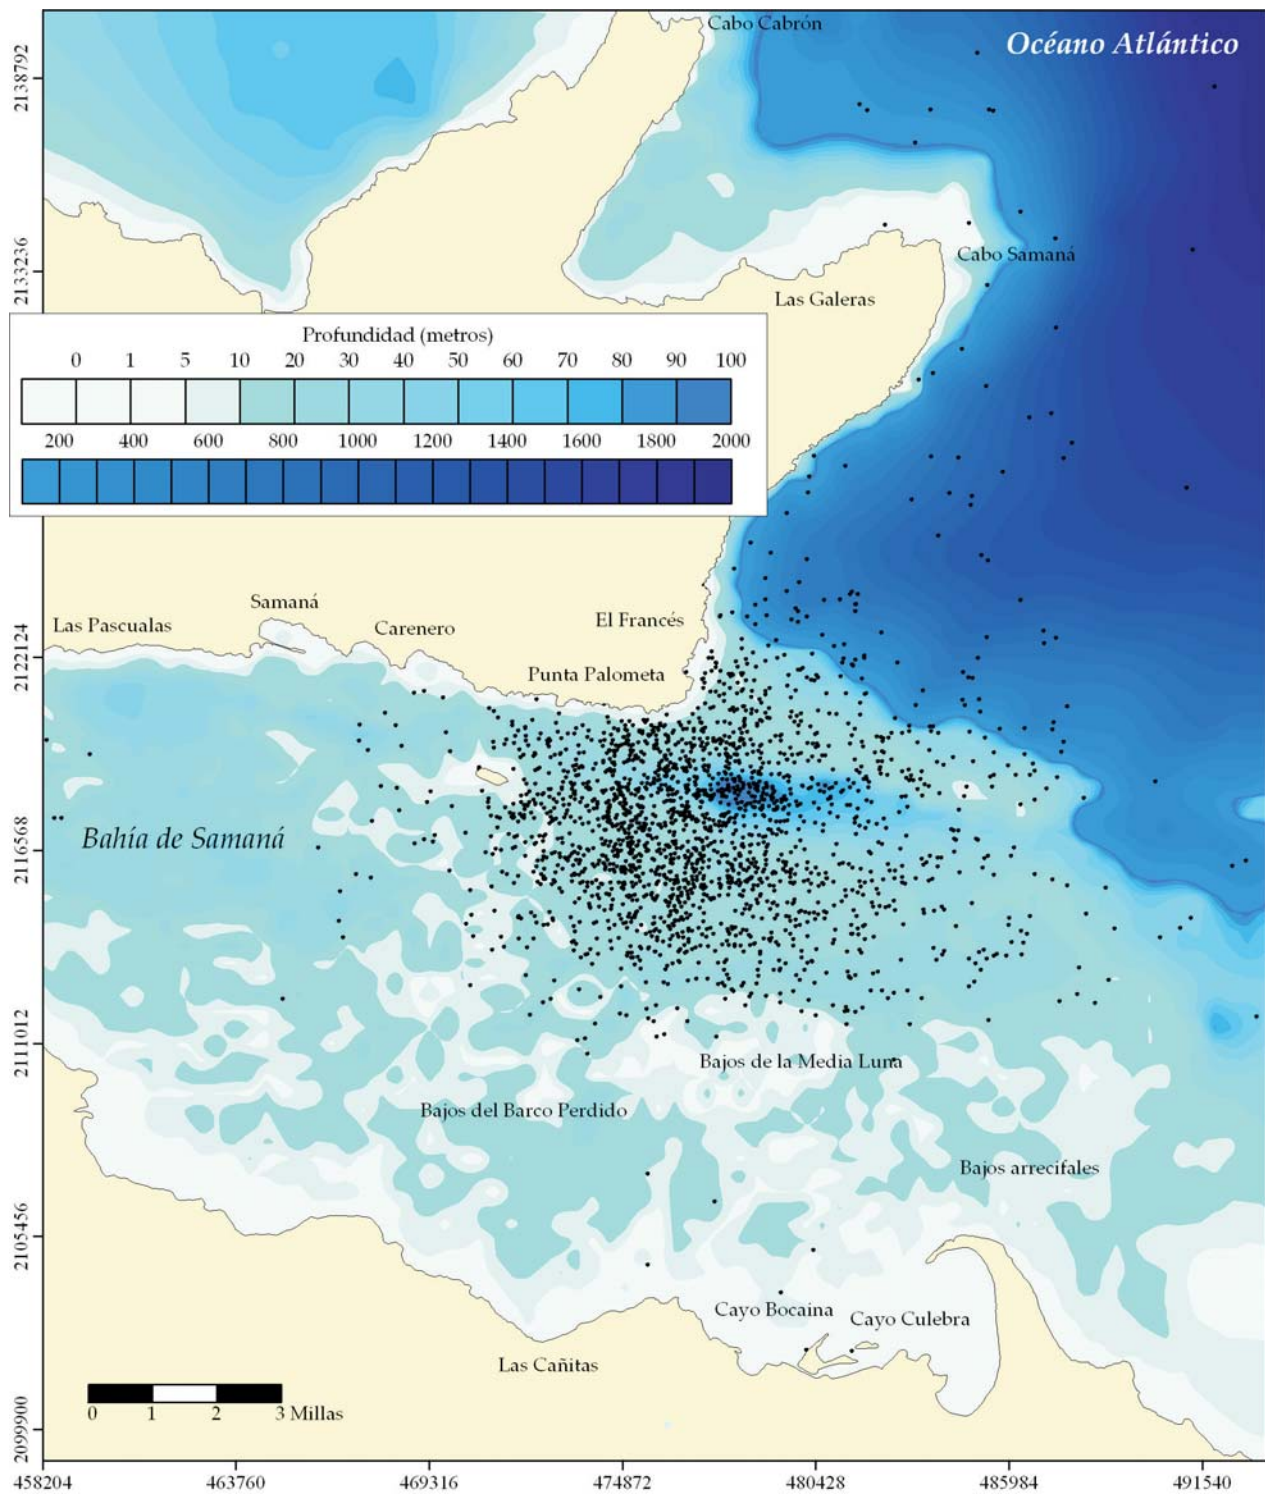 Cabo Cabrón
Océano Atlántico
2138792
2133236
Cabo Samaná
Las Galeras
Profundidad (metros)
0 1 5 10 20 30 40 50 60 70 80 90 100
200 400 600 800 1000 1200 1400 1600 1800 2000
Samaná
Las Pascualas
Carenero
El Francés
2122124
Punta Palometa
Bahía de Samaná
2116568
2111012
Bajos de la Media Luna
Bajos del Barco Perdido
Bajos arrecifales
2105456
Cayo Bocaina
Cayo Culebra
Las Cañitas
0 1 2 3 Millas
2099900
458204 463760 469316 474872 480428 485984 491540